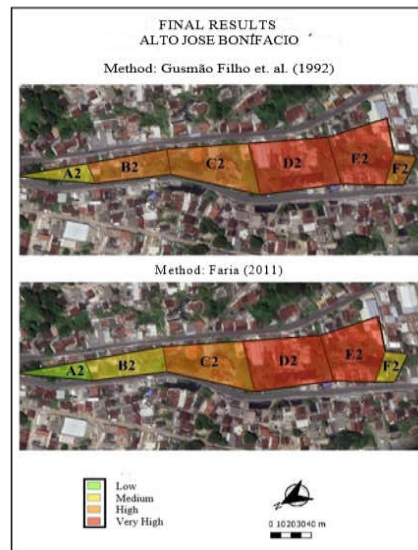 FINAL RESULTS
ALTO JOSE BONÍFACIO
Method: Gusmão Filho et. al. (1992)
A2 B2 C2 D2 E2 F2
Method: Faria (2011)
A2 B2 C2 D2 E2 F2
Low
Medium
High
Very High
0 10203040 m